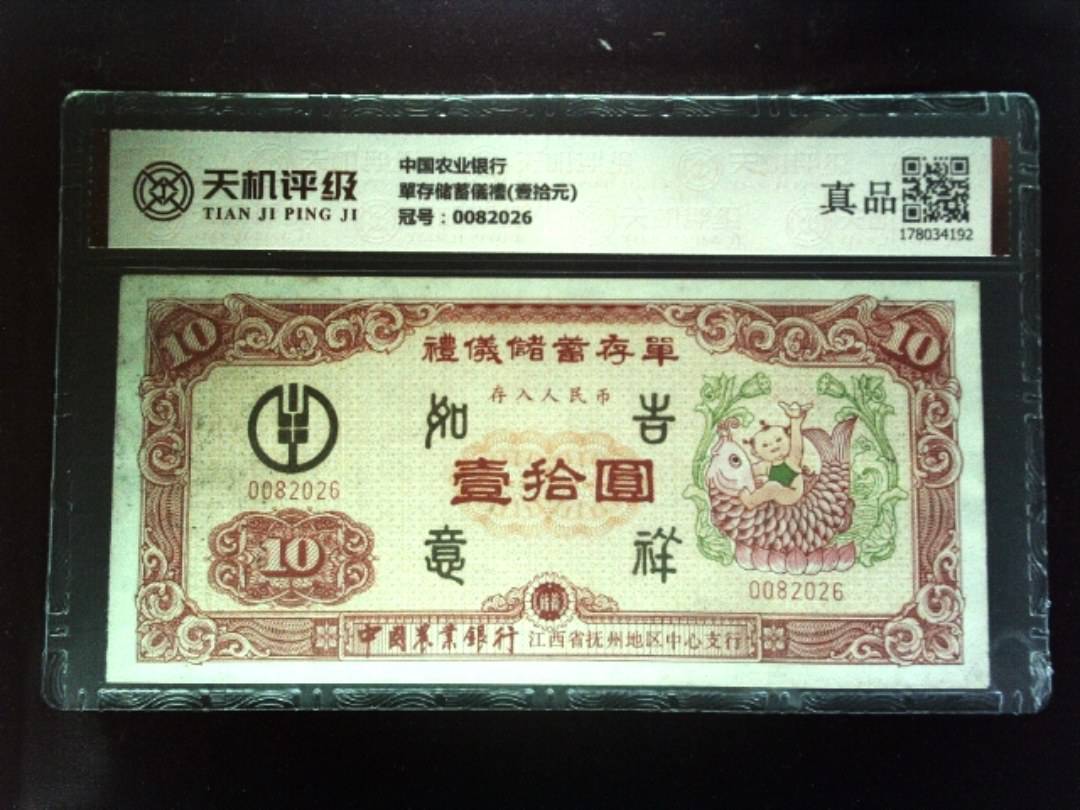 天机评级
TIAN JI PING JI
中国农业银行
單存储蓄儀禮(壹拾元)
冠号：0082026
真品
178034192
10
10
禮儀儲蓄存單
存入人民币
如
吉
壹拾圓
0082026
意
祥
10
0082026
中國農業銀行 江西省抚州地区中心支行